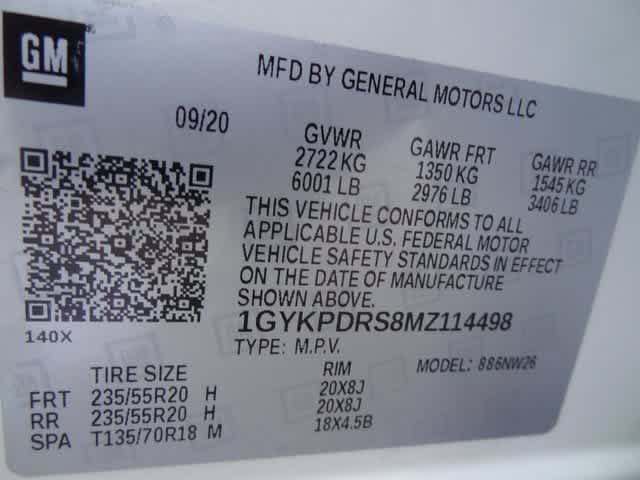 GM
MFD BY GENERAL MOTORS LLC
09/20
GVWR GAWR FRT GAWR RR
2722 KG 1350 KG 1545 KG
6001 LB 2976 LB 3406 LB
THIS VEHICLE CONFORMS TO ALL
APPLICABLE U.S. FEDERAL MOTOR
VEHICLE SAFETY STANDARDS IN EFFECT
ON THE DATE OF MANUFACTURE
SHOWN ABOVE.
140X
1GYKPDRS8MZ114498
TYPE: M.P.V. MODEL: 886NW26
TIRE SIZE RIM
FRT 235/55R20 H 20X8J
RR 235/55R20 H 20X8J
SPA T135/70R18 M 18X4.5B